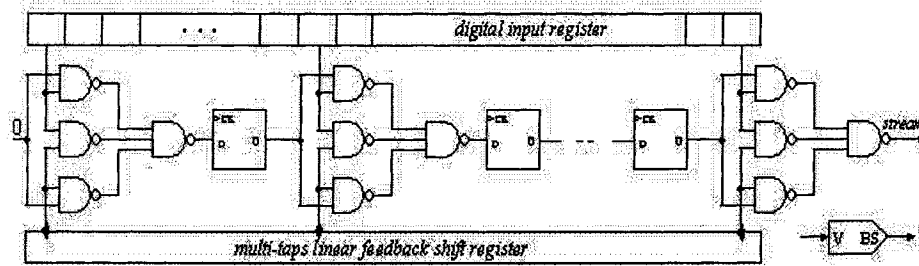 digital input register
. . .
0
CK
D
CK
D
CK
D
stream
multi-taps linear feedback shift register
V BS